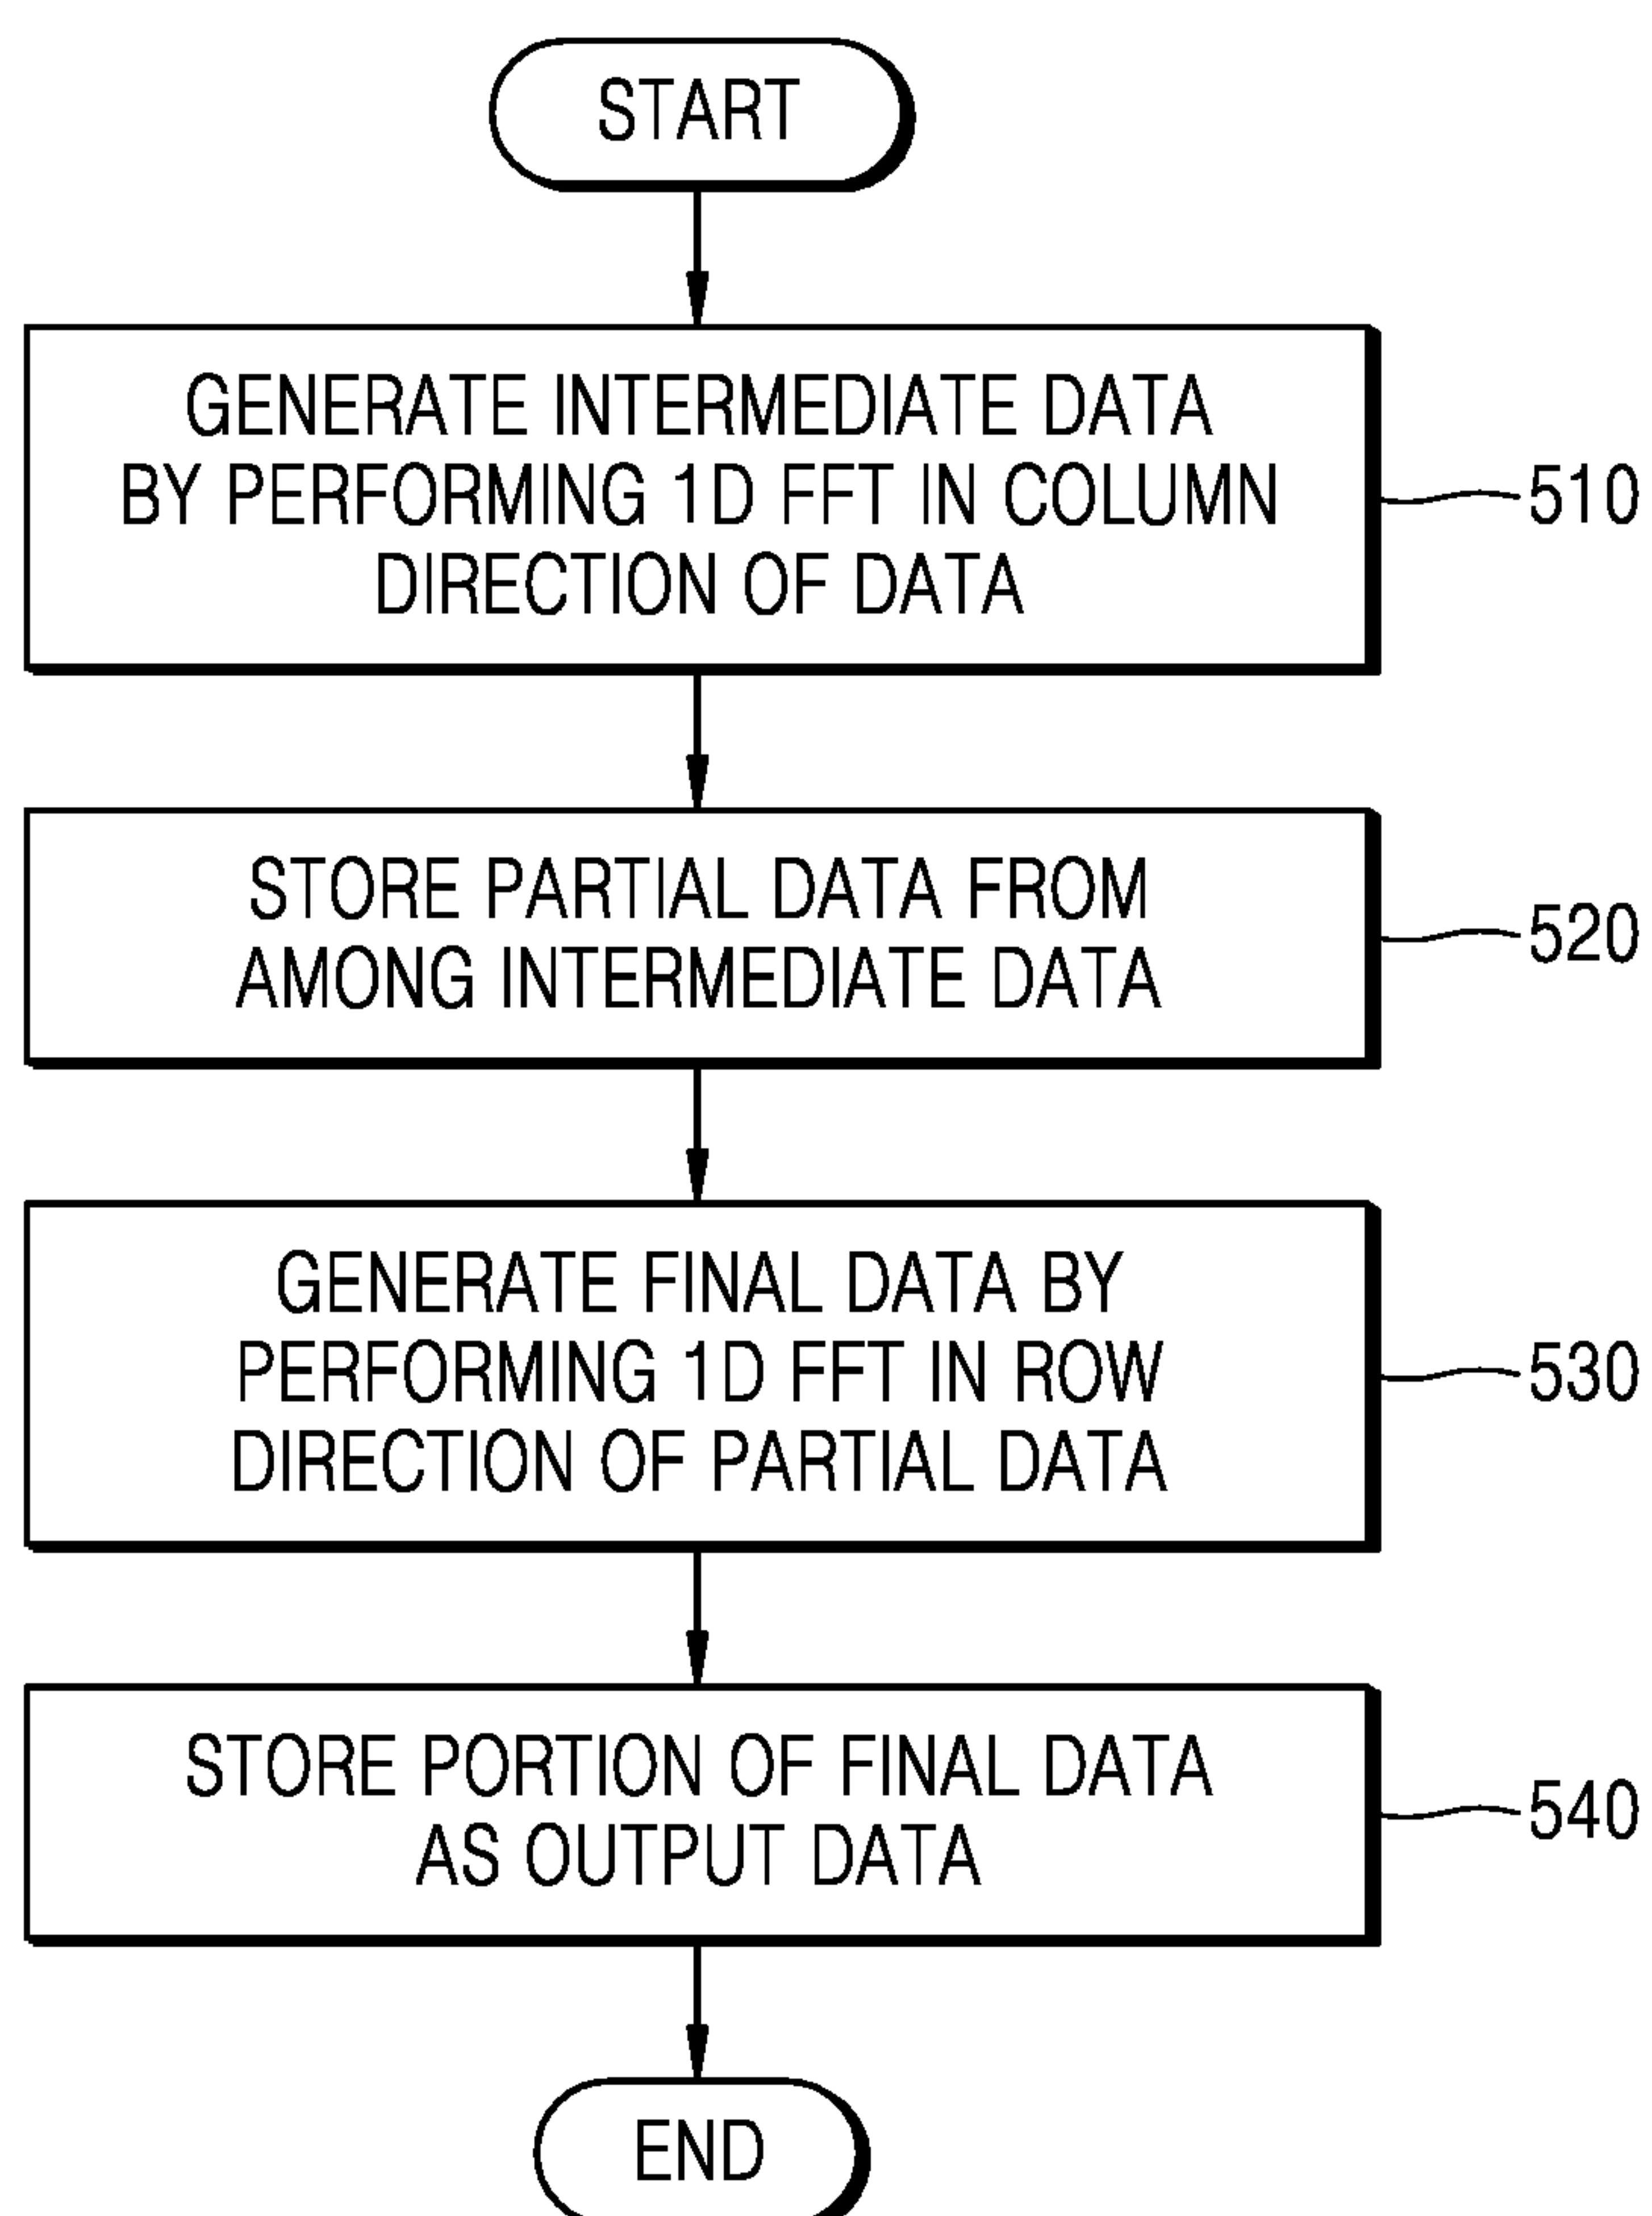 START
GENERATE INTERMEDIATE DATA
BY PERFORMING 1D FFT IN COLUMN
DIRECTION OF DATA
510
STORE PARTIAL DATA FROM
AMONG INTERMEDIATE DATA
520
GENERATE FINAL DATA BY
PERFORMING 1D FFT IN ROW
DIRECTION OF PARTIAL DATA
530
STORE PORTION OF FINAL DATA
AS OUTPUT DATA
540
END